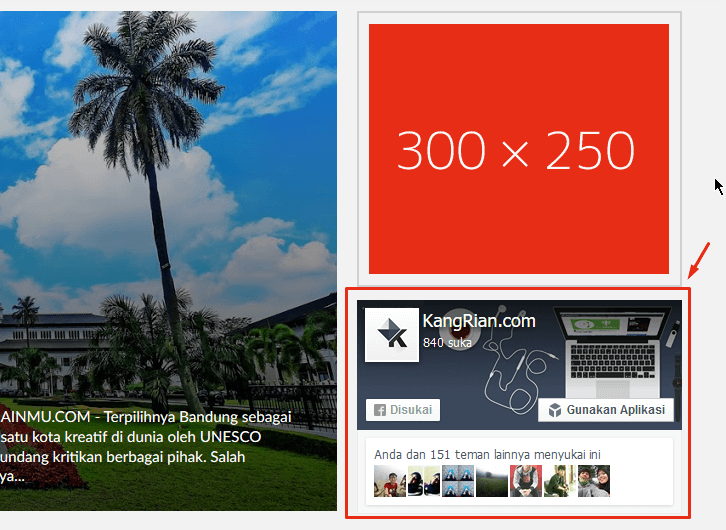 AINMU.COM - Terpilihnya Bandung sebagai
satu kota kreatif di dunia oleh UNESCO
undang kritikan berbagai pihak. Salah
ya...
300 × 250
KangRian.com
840 suka
Disukai
Gunakan Aplikasi
Anda dan 151 teman lainnya menyukai ini